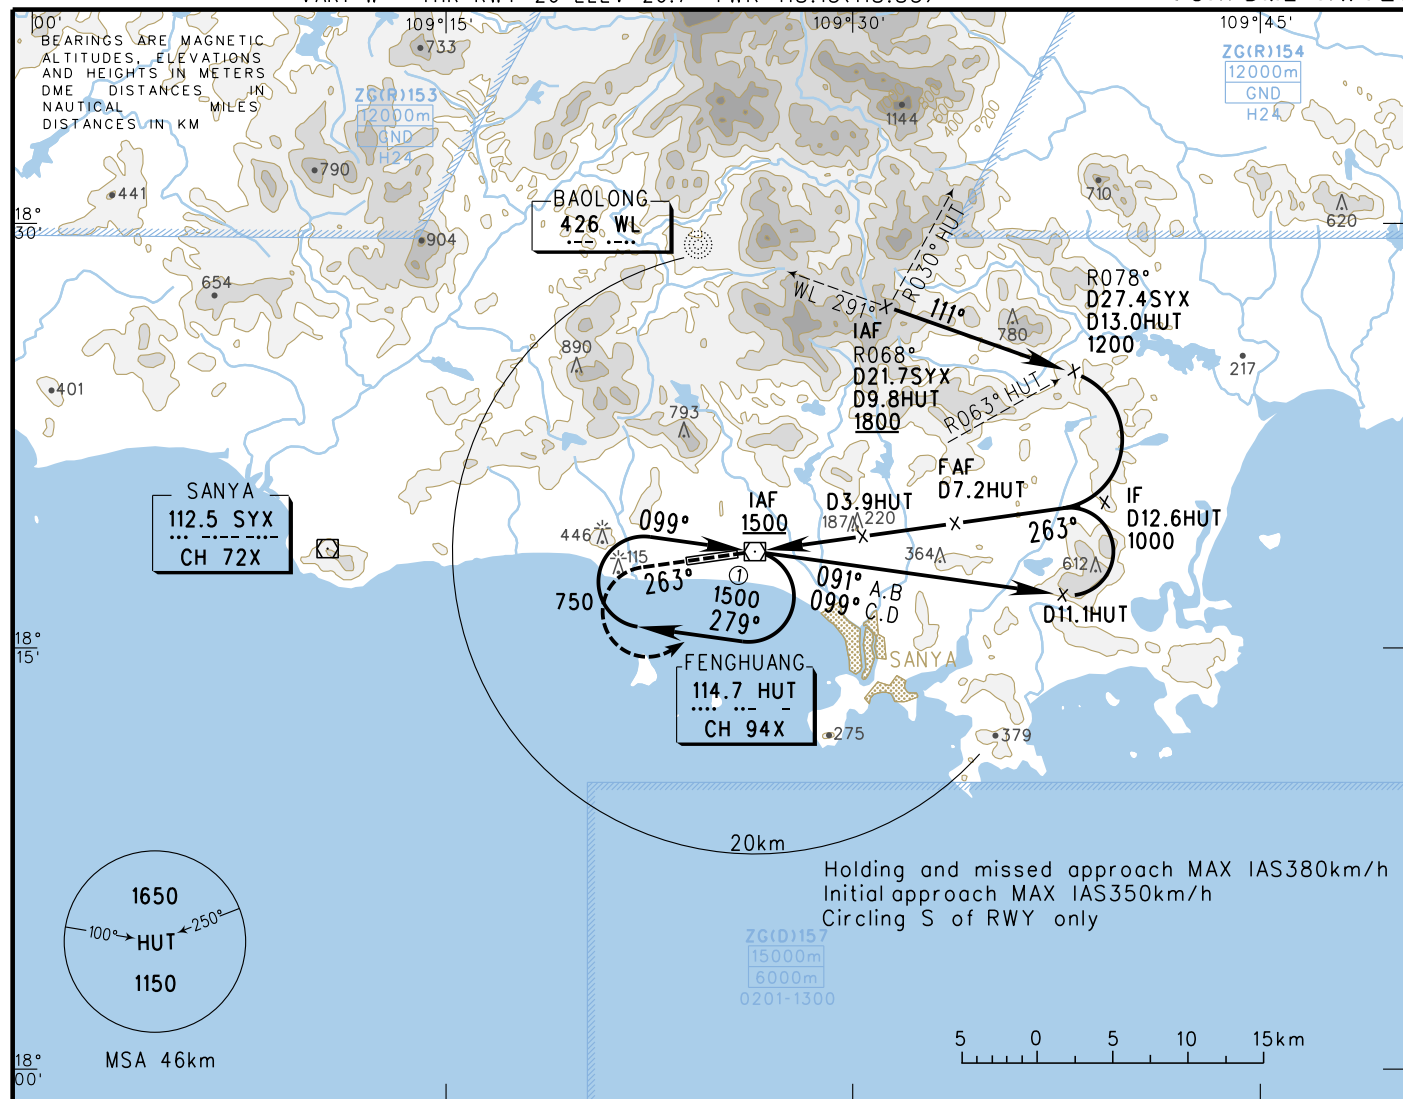 109°15'
109°30'
109°45'
00'
BEARINGS ARE MAGNETIC
ALTITUDES, ELEVATIONS
AND HEIGHTS IN METERS
DME DISTANCES IN
NAUTICAL MILES
DISTANCES IN KM
733
ZG(R)153
12000m
GND
H24
1144
400
200
ZG(R)154
12000m
GND
H24
790
441
710
620
18°
30'
904
654
BAOLONG
426 WL
R030° HUT
WL 291°
111°
IAF
R068°
D21.7SYX
D9.8HUT
1800
780
R078°
D27.4SYX
D13.0HUT
1200
217
890
401
793
R063° HUT
FAF
D7.2HUT
SANYA
112.5 SYX
CH 72X
IAF
1500
D3.9HUT
187
220
IF
D12.6HUT
1000
446
099°
115
263°
263°
364
612
1
1500
279°
750
091° A.B
099° C.D
D11.1HUT
18°
15'
SANYA
FENGHUANG
114.7 HUT
CH 94X
275
379
20km
Holding and missed approach MAX IAS380km/h
Initial approach MAX IAS350km/h
Circling S of RWY only
1650
100°
250°
HUT
1150
MSA 46km
ZG(D)157
15000m
6000m
0201-1300
5 0 5 10 15km
18°
00'